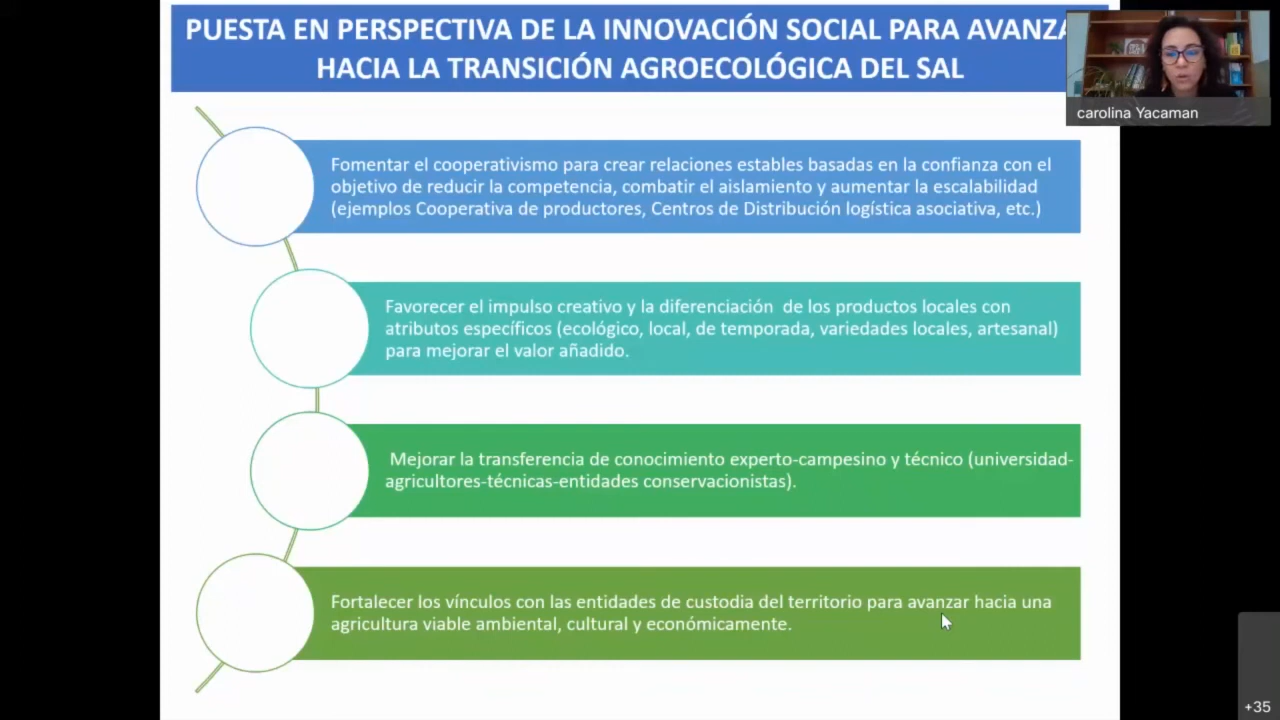 PUESTA EN PERSPECTIVA DE LA INNOVACIÓN SOCIAL PARA AVANZA
HACIA LA TRANSICIÓN AGROECOLÓGICA DEL SAL
carolina Yacaman
Fomentar el cooperativismo para crear relaciones estables basadas en la confianza con el
objetivo de reducir la competencia, combatir el aislamiento y aumentar la escalabilidad
(ejemplos Cooperativa de productores, Centros de Distribución logística asociativa, etc.)
Favorecer el impulso creativo y la diferenciación de los productos locales con
atributos específicos (ecológico, local, de temporada, variedades locales, artesanal)
para mejorar el valor añadido.
Mejorar la transferencia de conocimiento experto-campesino y técnico (universidad-
agricultores-técnicas-entidades conservacionistas).
Fortalecer los vínculos con las entidades de custodia del territorio para avanzar hacia una
agricultura viable ambiental, cultural y económicamente.
+35